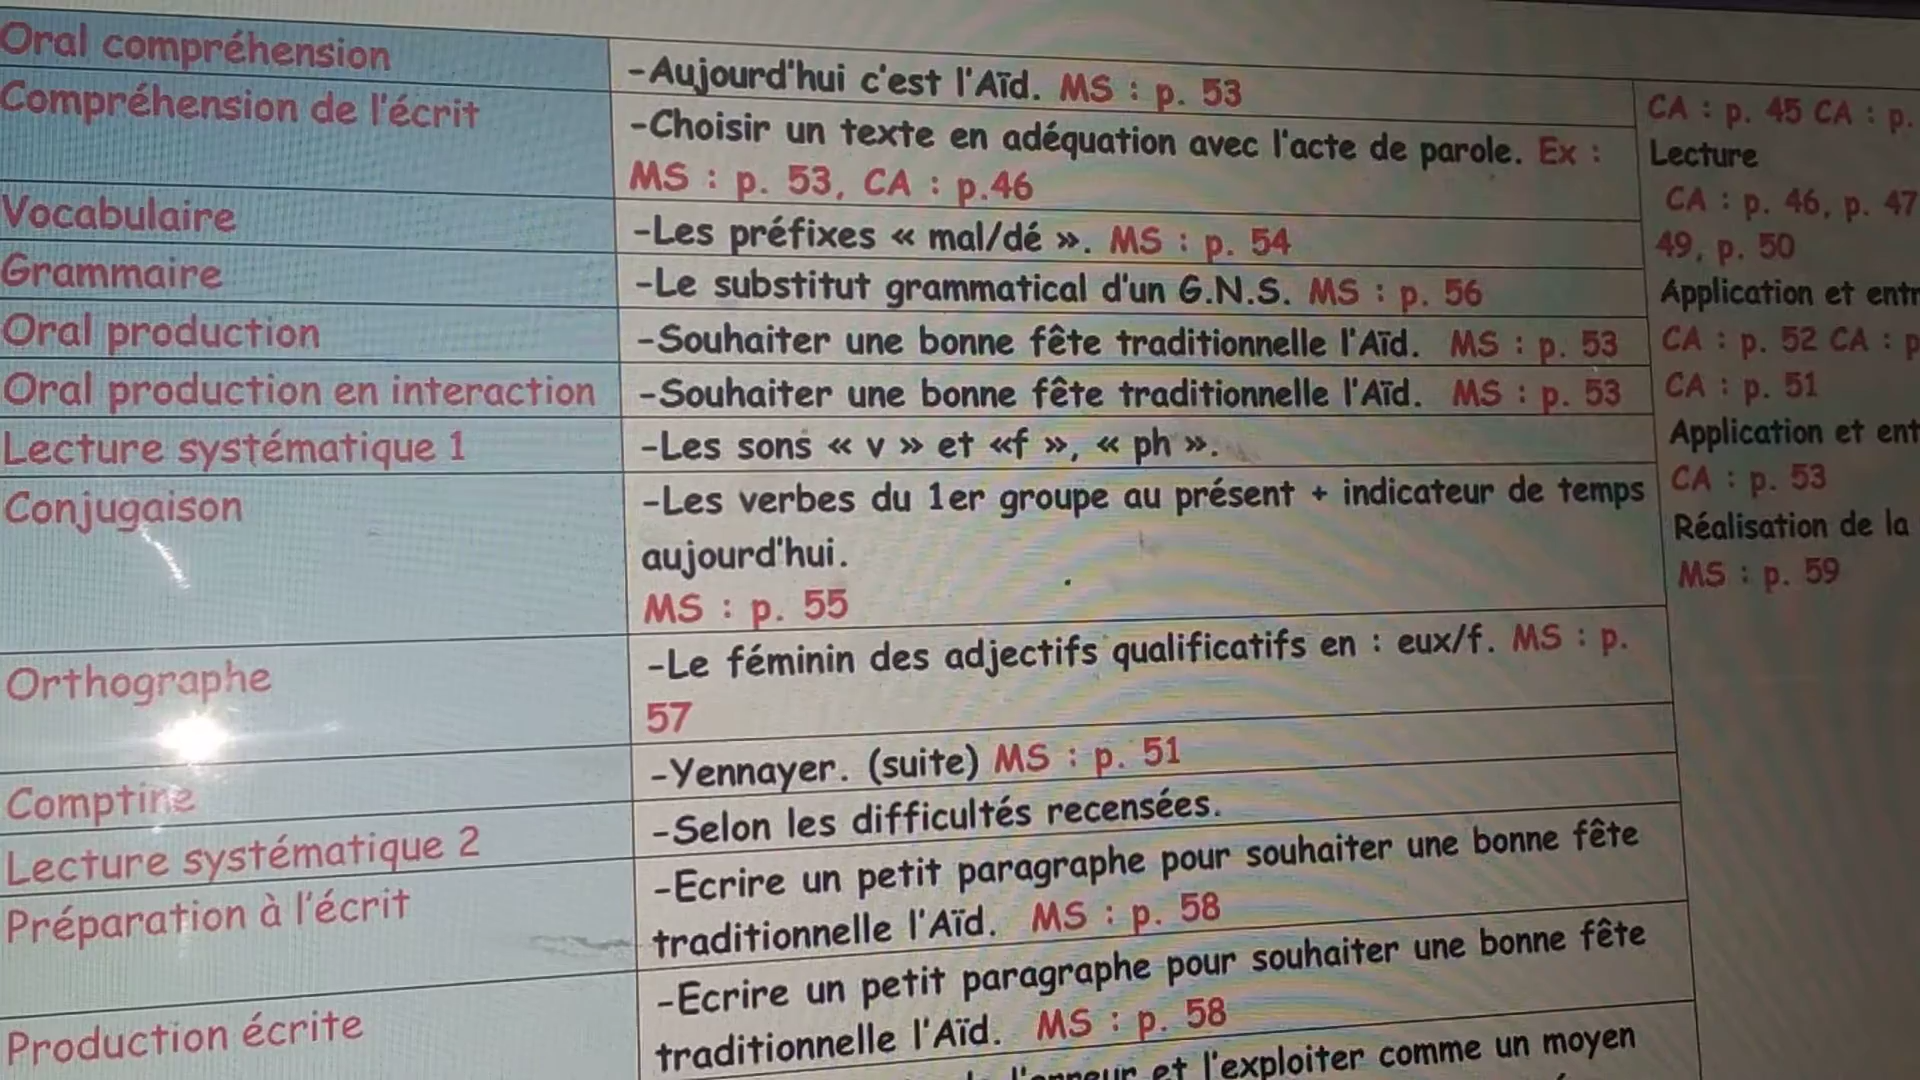 Oral compréhension
-Aujourd'hui c'est l'Aïd. MS : p. 53
Compréhension de l'écrit
-Choisir un texte en adéquation avec l'acte de parole. Ex :
MS : p. 53, CA : p.46
Vocabulaire
-Les préfixes « mal/dé ». MS : p. 54
Grammaire
-Le substitut grammatical d'un G.N.S. MS : p. 56
Oral production
-Souhaiter une bonne fête traditionnelle l'Aïd. MS : p. 53
Oral production en interaction
-Souhaiter une bonne fête traditionnelle l'Aïd. MS : p. 53
Lecture systématique 1
-Les sons « v » et «f », « ph ».
Conjugaison
-Les verbes du 1er groupe au présent + indicateur de temps
aujourd'hui.
MS : p. 55
Orthographe
-Le féminin des adjectifs qualificatifs en : eux/f. MS : p.
57
Comptine
-Yennayer. (suite) MS : p. 51
Lecture systématique 2
-Selon les difficultés recensées.
Préparation à l'écrit
-Ecrire un petit paragraphe pour souhaiter une bonne fête
traditionnelle l'Aïd. MS : p. 58
Production écrite
-Ecrire un petit paragraphe pour souhaiter une bonne fête
traditionnelle l'Aïd. MS : p. 58
et l'exploiter comme un moyen
CA : p. 45 CA : p.
Lecture
CA : p. 46, p. 47
49, p. 50
Application et
CA : p. 52 CA : p
CA : p. 51
Application et
CA : p. 53
Réalisation de la
MS : p. 59